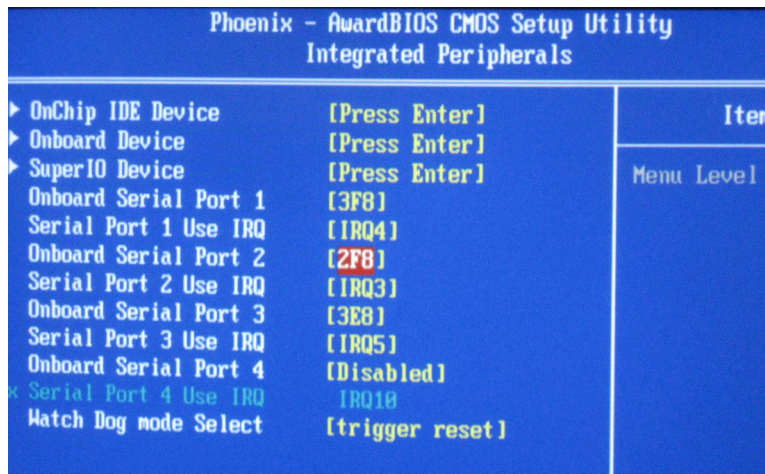 Phoenix - AwardBIOS CMOS Setup Utility
Integrated Peripherals
OnChip IDE Device [Press Enter]
Onboard Device [Press Enter]
SuperIO Device [Press Enter]
Onboard Serial Port 1 [3F8]
Serial Port 1 Use IRQ [IRQ4]
Onboard Serial Port 2 [2F8]
Serial Port 2 Use IRQ [IRQ3]
Onboard Serial Port 3 [3E8]
Serial Port 3 Use IRQ [IRQ5]
Onboard Serial Port 4 [Disabled]
x Serial Port 4 Use IRQ IRQ10
Watch Dog mode Select [trigger reset]
Iter
Menu Level